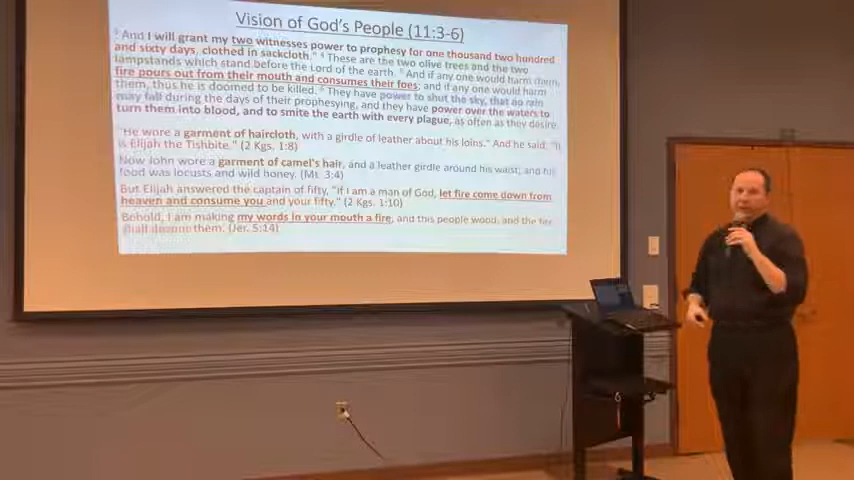 Vision of God's People (11:3-6)
3 And I will grant my two witnesses power to prophesy for one thousand two hundred
and sixty days, clothed in sackcloth." 4 These are the two olive trees and the two
lampstands which stand before the Lord of the earth. 5 And if any one would harm them,
fire pours out from their mouth and consumes their foes; and if any one would harm
them, thus he is doomed to be killed. 6 They have power to shut the sky, that no rain
may fall during the days of their prophesying, and they have power over the waters to
turn them into blood, and to smite the earth with every plague, as often as they desire.
"He wore a garment of haircloth, with a girdle of leather about his loins." And he said, "It
is Elijah the Tishbite." (2 Kgs. 1:8)
Now John wore a garment of camel's hair, and a leather girdle around his waist; and his
food was locusts and wild honey. (Mt. 3:4)
But Elijah answered the captain of fifty, "If I am a man of God, let fire come down from
heaven and consume you and your fifty." (2 Kgs. 1:10)
Behold, I am making my words in your mouth a fire, and this people wood, and the fire
shall devour them. (Jer. 5:14)